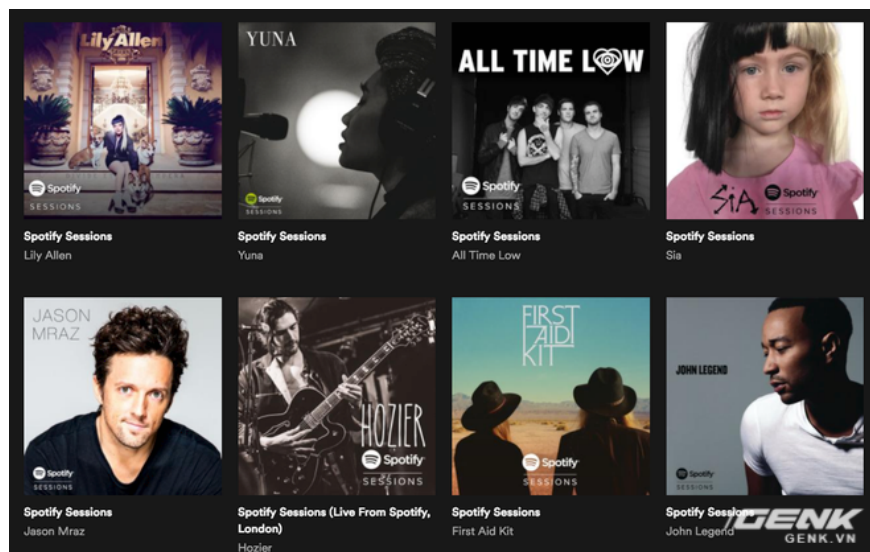 Lily Allen
Spotify
SESSIONS
YUNA
Spotify
SESSIONS
ALL TIME LOW
Spotify
SESSIONS
Sia
Spotify
SESSIONS
Spotify Sessions
Lily Allen
Spotify Sessions
Yuna
Spotify Sessions
All Time Low
Spotify Sessions
Sia
JASON
MRAZ
Spotify
SESSIONS
HOZIER
Spotify
SESSIONS
FIRST
AID
KIT
Spotify
SESSIONS
JOHN LEGEND
Spotify
SESSIONS
Spotify Sessions
Jason Mraz
Spotify Sessions (Live From Spotify,
London)
Hozier
Spotify Sessions
First Aid Kit
Spotify Sessions
John Legend
GENK
GENK.VN